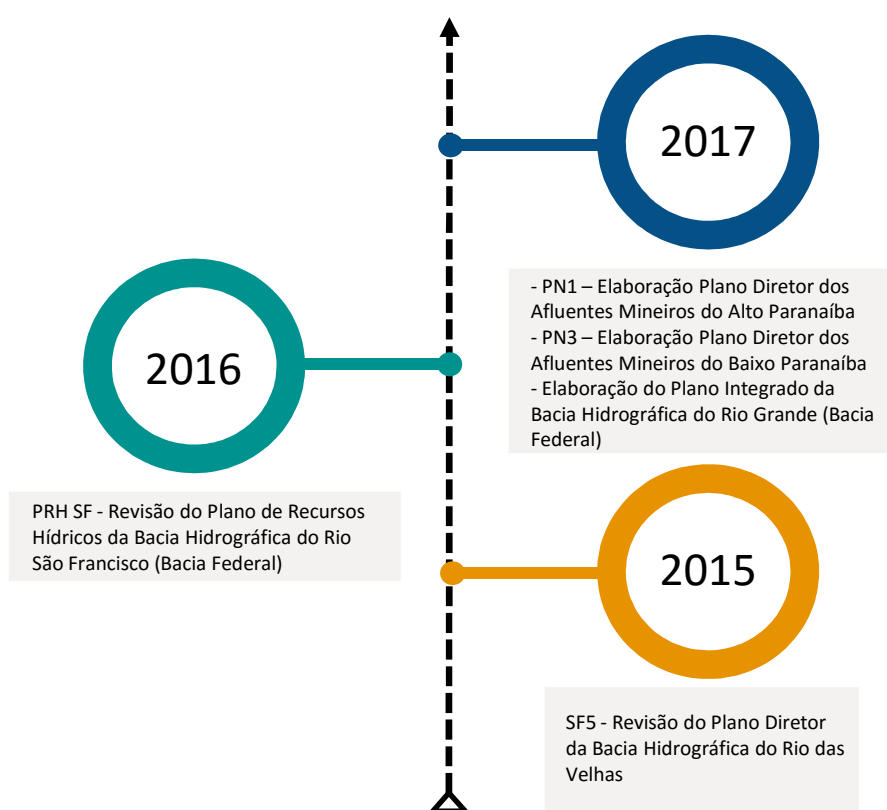 2017
- PN1 – Elaboração Plano Diretor dos
Afluentes Mineiros do Alto Paranaíba
- PN3 – Elaboração Plano Diretor dos
Afluentes Mineiros do Baixo Paranaíba
- Elaboração do Plano Integrado da
Bacia Hidrográfica do Rio Grande (Bacia
Federal)
2016
PRH SF - Revisão do Plano de Recursos
Hídricos da Bacia Hidrográfica do Rio
São Francisco (Bacia Federal)
2015
SF5 - Revisão do Plano Diretor
da Bacia Hidrográfica do Rio das
Velhas